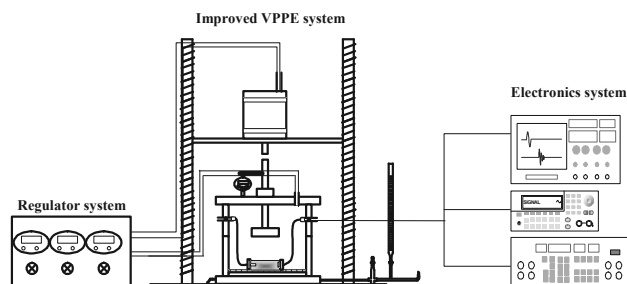 Improved VPPE system
Electronics system
SIGNAL
Regulator system